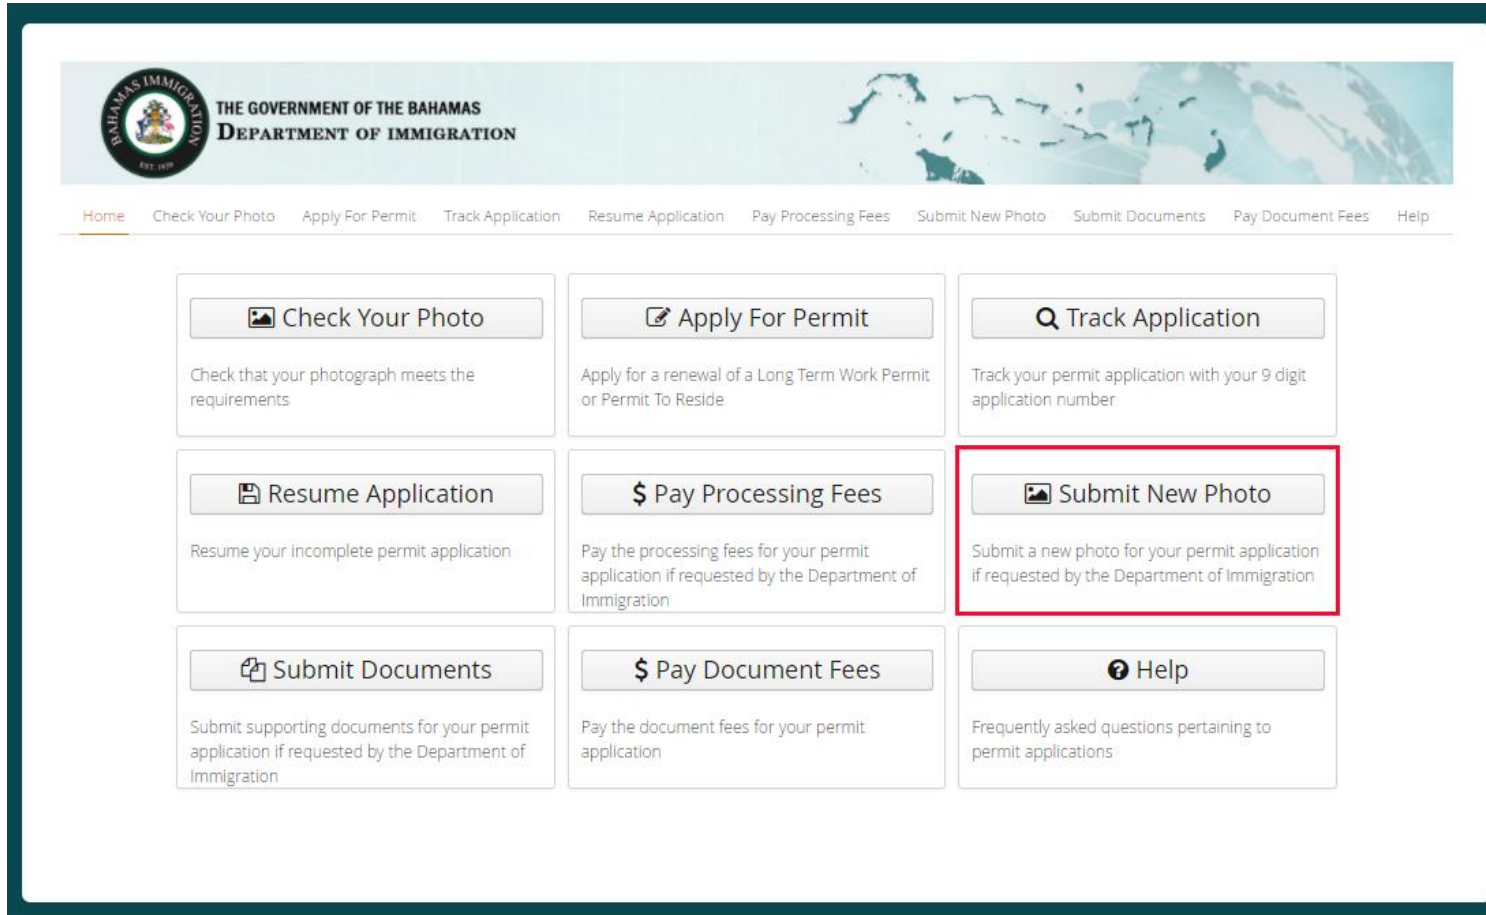 BAHAMAS IMMIGRATION
EST. 1939
THE GOVERNMENT OF THE BAHAMAS
DEPARTMENT OF IMMIGRATION
Home Check Your Photo Apply For Permit Track Application Resume Application Pay Processing Fees Submit New Photo Submit Documents Pay Document Fees Help
Check Your Photo
Check that your photograph meets the
requirements
Apply For Permit
Apply for a renewal of a Long Term Work Permit
or Permit To Reside
Track Application
Track your permit application with your 9 digit
application number
Resume Application
Resume your incomplete permit application
$ Pay Processing Fees
Pay the processing fees for your permit
application if requested by the Department of
Immigration
Submit New Photo
Submit a new photo for your permit application
if requested by the Department of Immigration
Submit Documents
Submit supporting documents for your permit
application if requested by the Department of
Immigration
$ Pay Document Fees
Pay the document fees for your permit
application
Help
Frequently asked questions pertaining to
permit applications